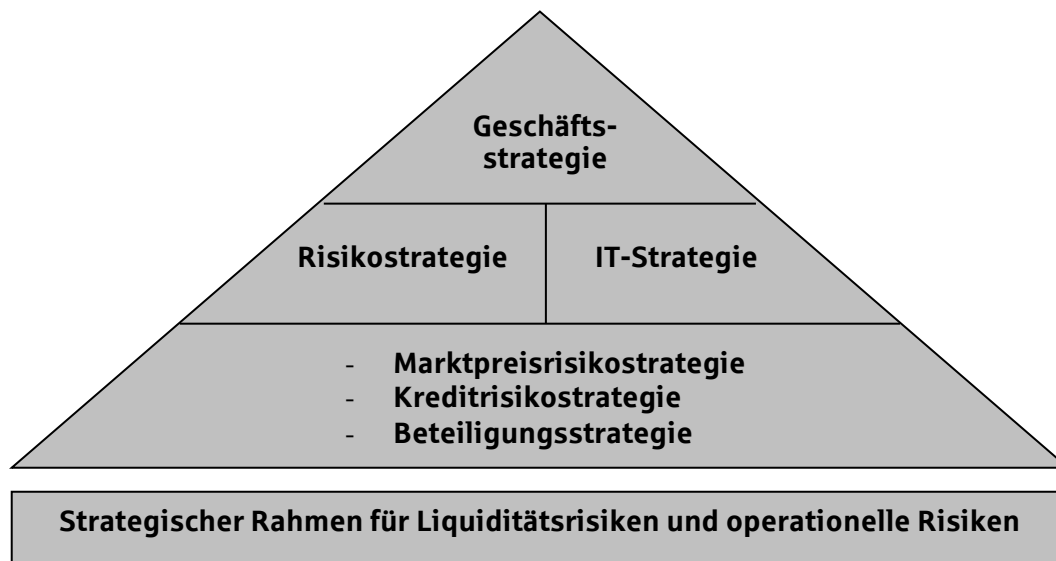 Geschäfts-
strategie
Risikostrategie
IT-Strategie
- Marktpreisrisikostrategie
- Kreditrisikostrategie
- Beteiligungsstrategie
Strategischer Rahmen für Liquiditätsrisiken und operationelle Risiken